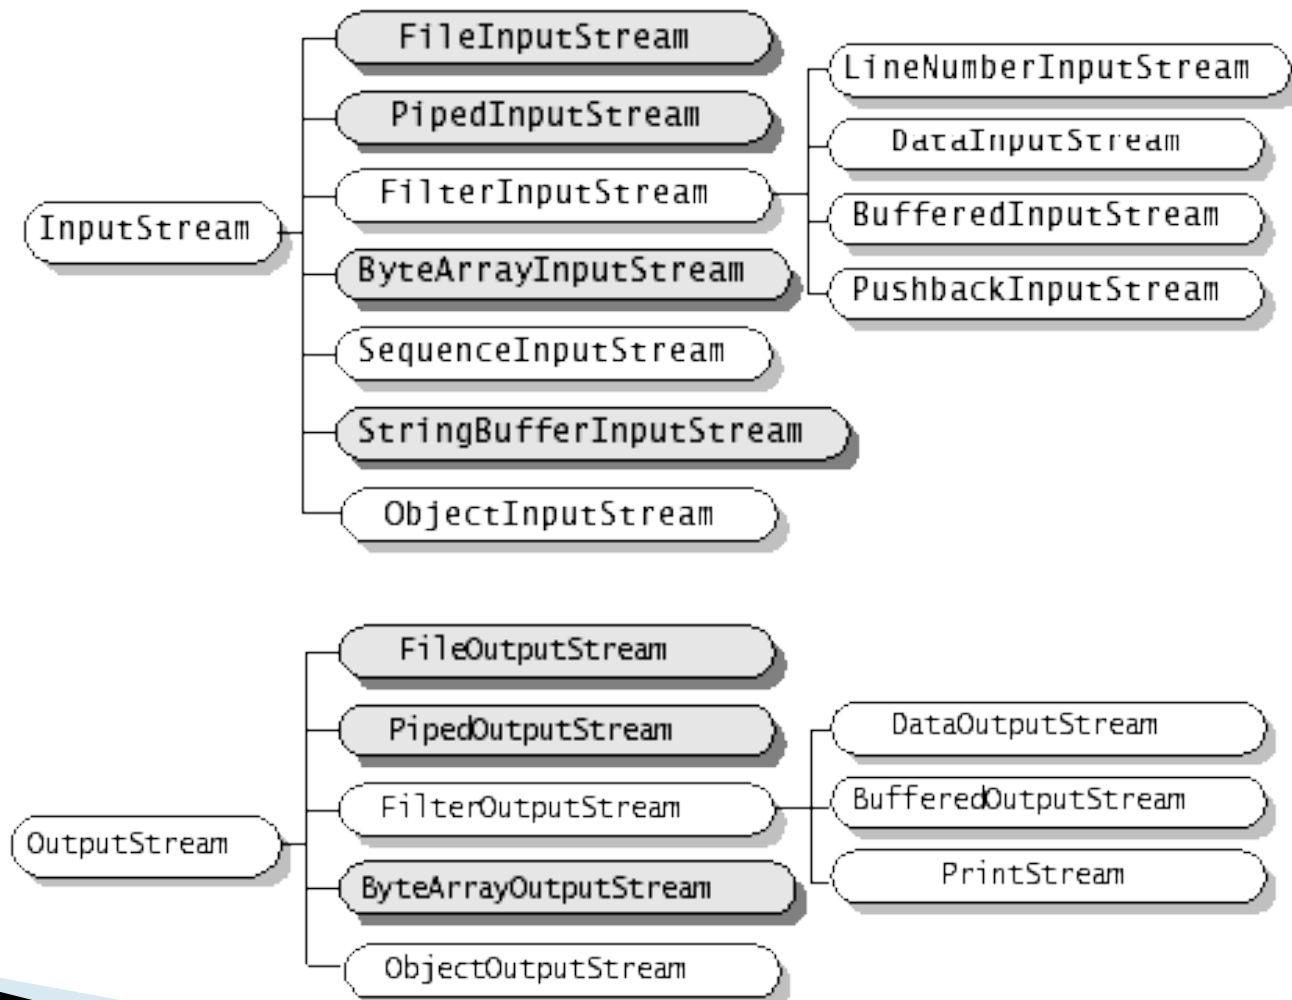 FileInputStream
LineNumberInputStream
PipedInputStream
DataInputStream
FilterInputStream
InputStream
BufferedInputStream
ByteArrayInputStream
PushbackInputStream
SequenceInputStream
StringBufferInputStream
ObjectInputStream
FileOutputStream
PipedOutputStream
DataOutputStream
FilterOutputStream
BufferedOutputStream
OutputStream
ByteArrayOutputStream
PrintStream
ObjectOutputStream